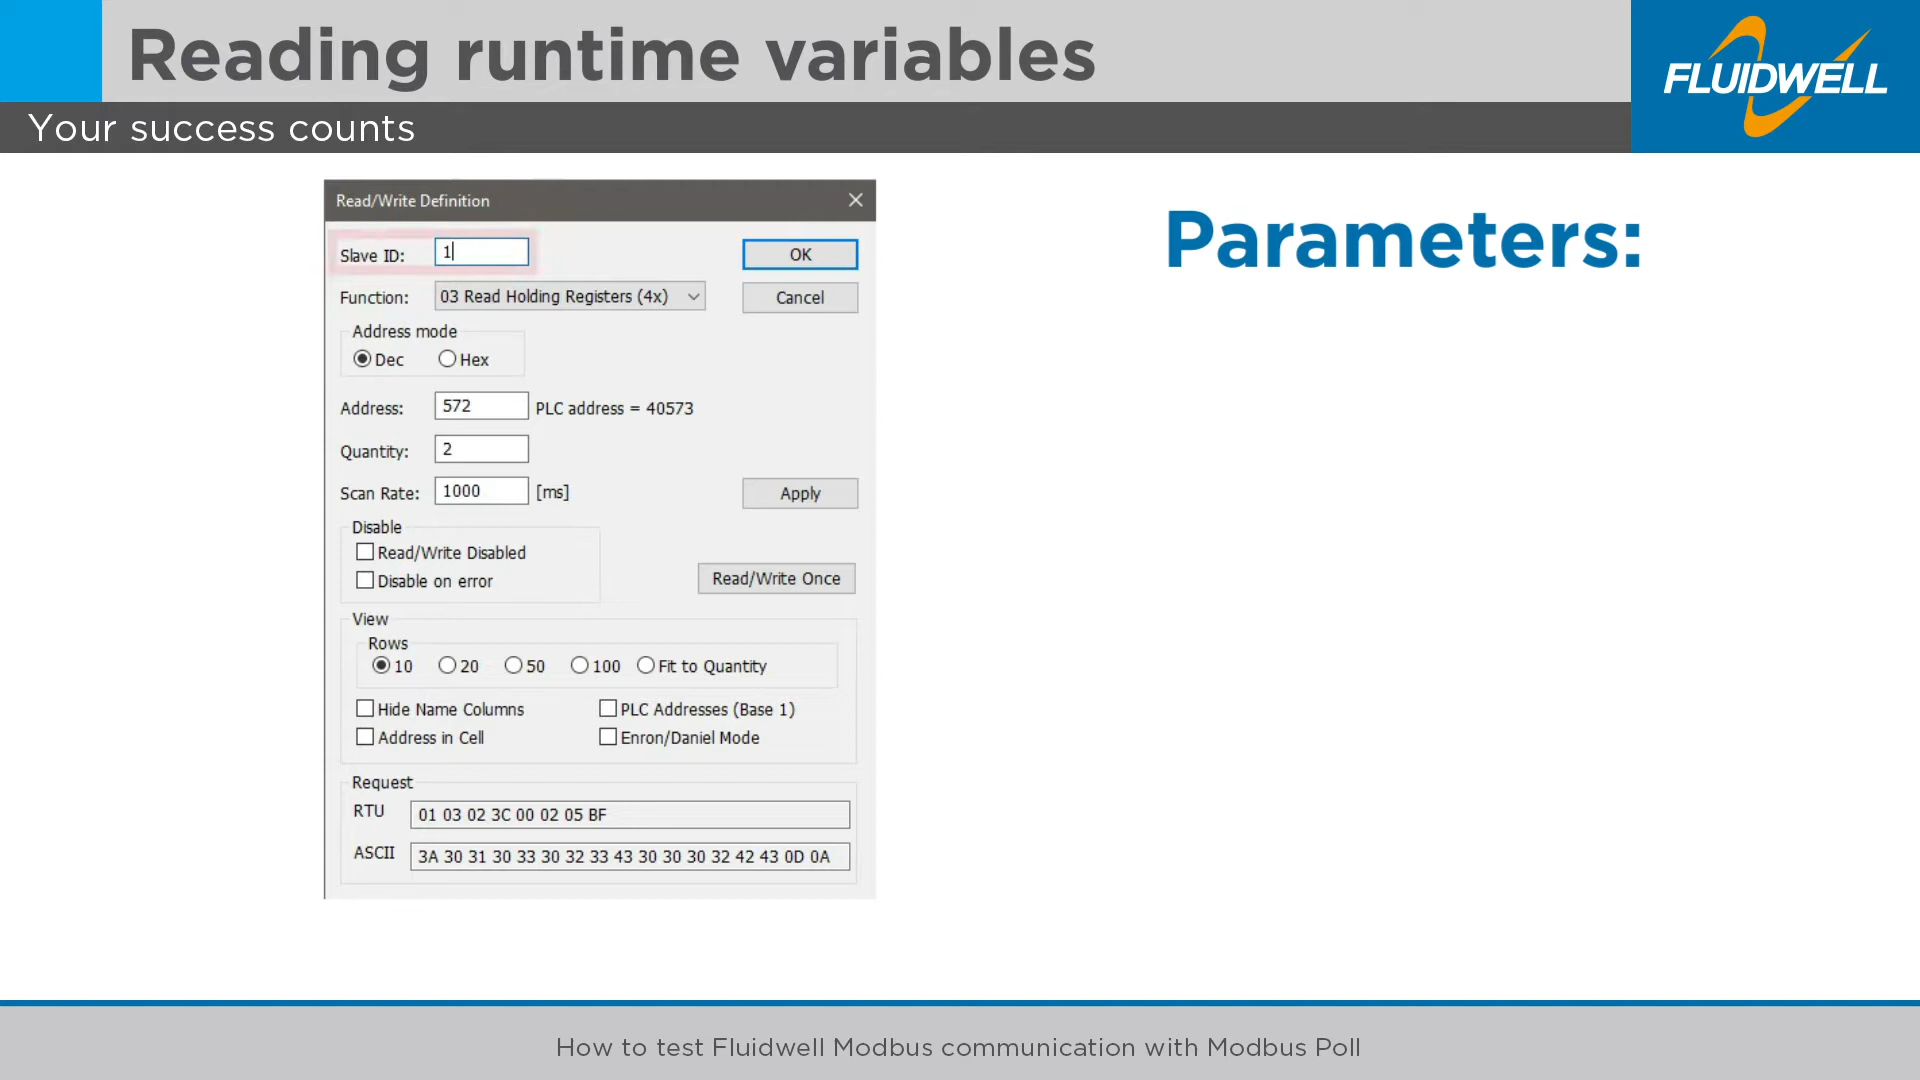 Reading runtime variables
FLUIDWELL
Your success counts
Read/Write Definition
Slave ID: 1
OK
Function: 03 Read Holding Registers (4x)
Cancel
Address mode
Dec Hex
Address: 572 PLC address = 40573
Quantity: 2
Scan Rate: 1000 [ms]
Apply
Disable
Read/Write Disabled
Disable on error
Read/Write Once
View
Rows
10 20 50 100 Fit to Quantity
Hide Name Columns PLC Addresses (Base 1)
Address in Cell Enron/Daniel Mode
Request
RTU 01 03 02 3C 00 02 05 BF
ASCII 3A 30 31 30 33 30 32 33 43 30 30 30 32 42 43 0D 0A
Parameters:
How to test Fluidwell Modbus communication with Modbus Poll